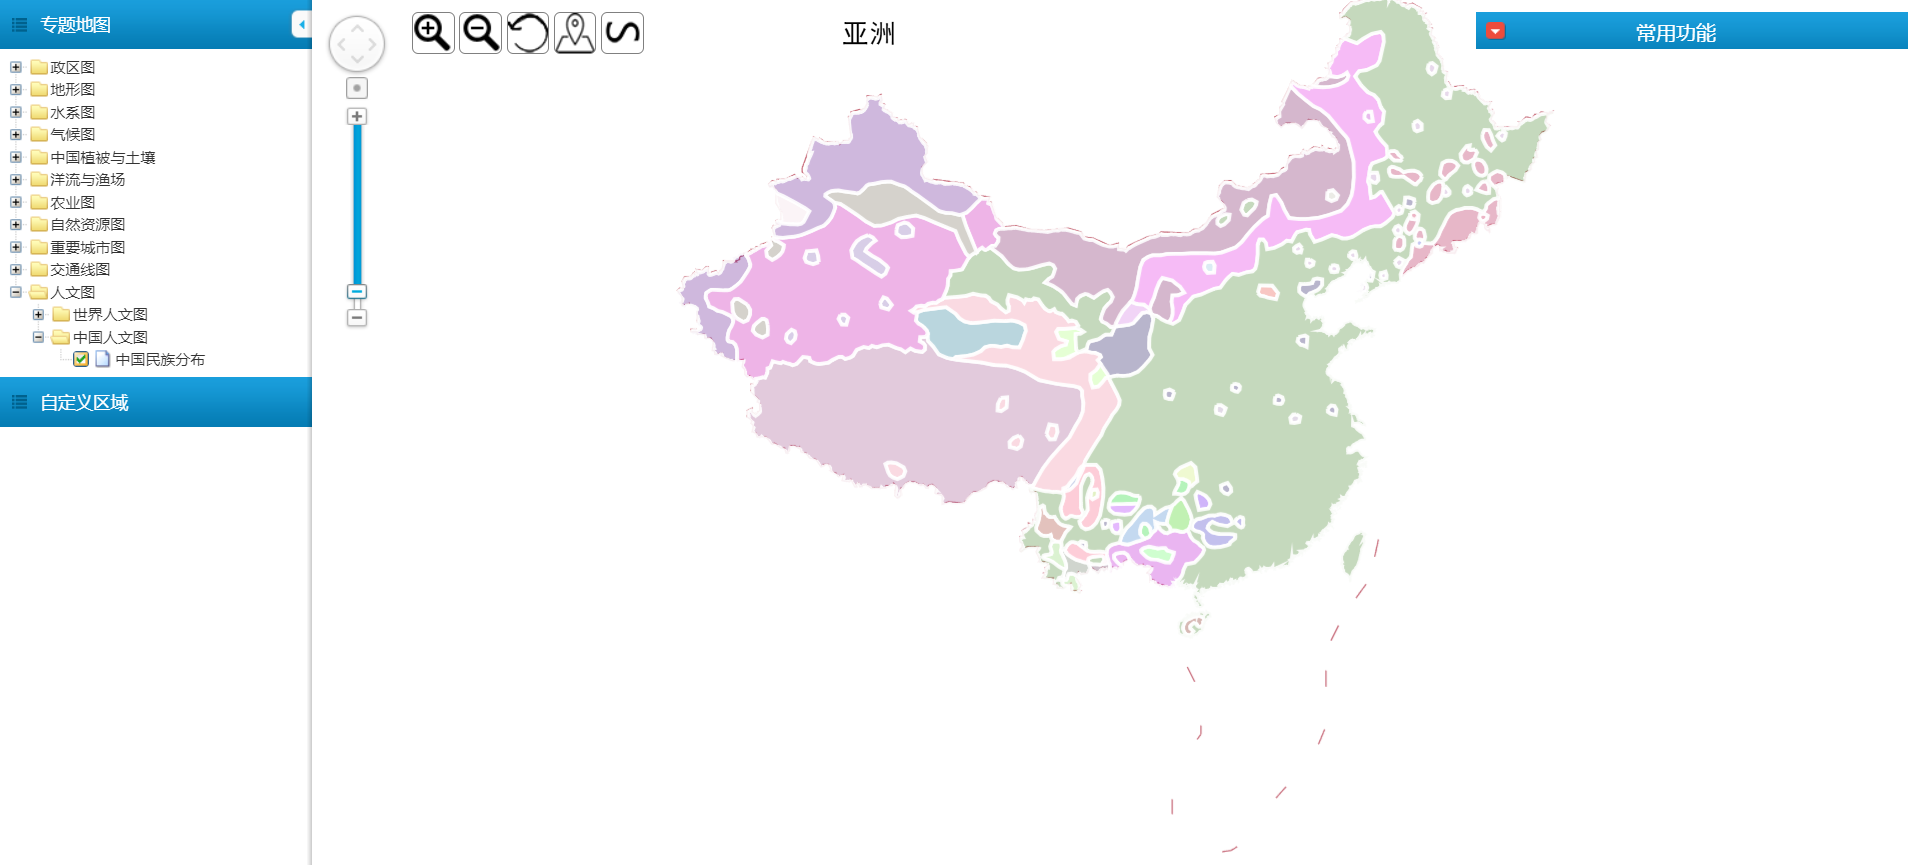 专题地图
政区图
地形图
水系图
气候图
中国植被与土壤
洋流与渔场
农业图
自然资源图
重要城市图
交通线图
人文图
世界人文图
中国人文图
中国民族分布
自定义区域
亚洲
常用功能